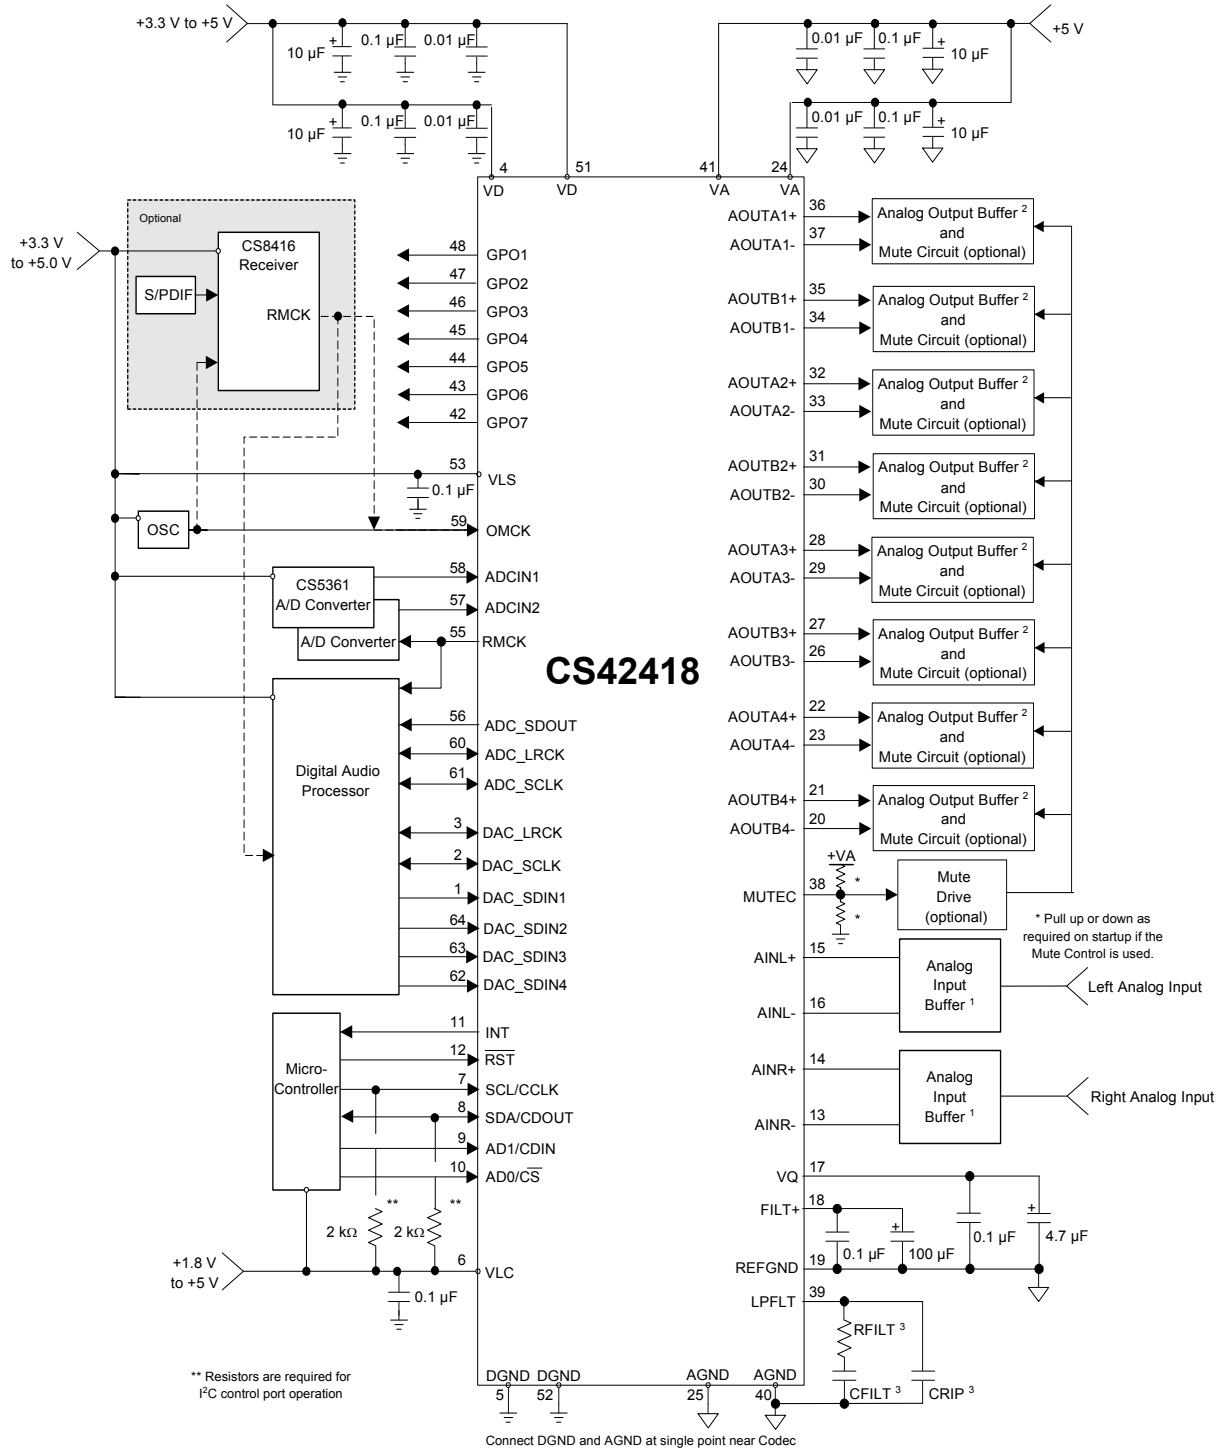 +3.3 V to +5 V
+5 V
10 µF
+
0.1 µF
0.01 µF
0.01 µF
0.1 µF
+
10 µF
10 µF
+
0.1 µF
0.01 µF
0.01 µF
0.1 µF
+
10 µF
4
51
41
24
VD
VD
VA
VA
Optional
+3.3 V
to +5.0 V
CS8416
Receiver
S/PDIF
RMCK
48
GPO1
47
GPO2
46
GPO3
45
GPO4
44
GPO5
43
GPO6
42
GPO7
53
VLS
0.1 µF
OSC
59
OMCK
CS5361
A/D Converter
A/D Converter
58
ADCIN1
57
ADCIN2
55
RMCK
CS42418
Digital Audio
Processor
56
ADC_SDOUT
60
ADC_LRCK
61
ADC_SCLK
3
DAC_LRCK
2
DAC_SCLK
1
DAC_SDIN1
64
DAC_SDIN2
63
DAC_SDIN3
62
DAC_SDIN4
Micro-
Controller
11
INT
12
RST
7
SCL/CCLK
8
SDA/CDOUT
9
AD1/CDIN
10
AD0/CS
**
**
2 kΩ
2 kΩ
+1.8 V
to +5 V
6
VLC
0.1 µF
** Resistors are required for
I²C control port operation
AOUTA1+
36
AOUTA1-
37
Analog Output Buffer ²
and
Mute Circuit (optional)
AOUTB1+
35
AOUTB1-
34
Analog Output Buffer ²
and
Mute Circuit (optional)
AOUTA2+
32
AOUTA2-
33
Analog Output Buffer ²
and
Mute Circuit (optional)
AOUTB2+
31
AOUTB2-
30
Analog Output Buffer ²
and
Mute Circuit (optional)
AOUTA3+
28
AOUTA3-
29
Analog Output Buffer ²
and
Mute Circuit (optional)
AOUTB3+
27
AOUTB3-
26
Analog Output Buffer ²
and
Mute Circuit (optional)
AOUTA4+
22
AOUTA4-
23
Analog Output Buffer ²
and
Mute Circuit (optional)
AOUTB4+
21
AOUTB4-
20
Analog Output Buffer ²
and
Mute Circuit (optional)
+VA
*
*
MUTEC
38
Mute
Drive
(optional)
* Pull up or down as
required on startup if the
Mute Control is used.
AINL+
15
AINL-
16
Analog
Input
Buffer ¹
Left Analog Input
AINR+
14
AINR-
13
Analog
Input
Buffer ¹
Right Analog Input
VQ
17
FILT+
18
0.1 µF
+
100 µF
0.1 µF
+
4.7 µF
REFGND
19
LPFLT
39
RFILT ³
CFILT ³
CRIP ³
DGND
DGND
AGND
AGND
5
52
25
40
Connect DGND and AGND at single point near Codec